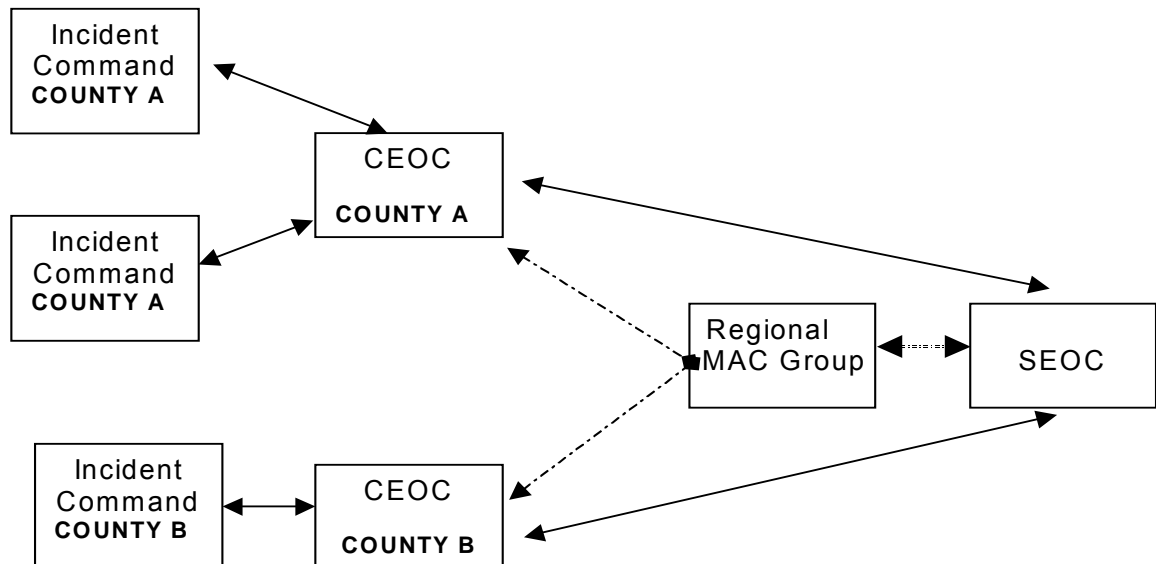 Incident
Command
COUNTY A
CEOC
COUNTY A
Incident
Command
COUNTY A
Regional
MAC Group
SEOC
Incident
Command
COUNTY B
CEOC
COUNTY B